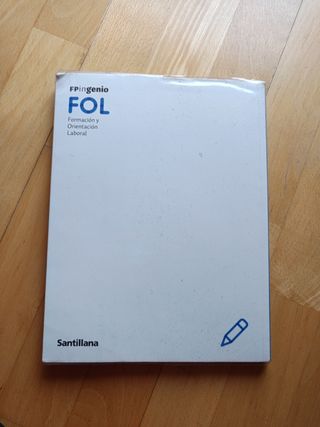 FPingenio
FOL
Formación y
Orientación
Laboral
Santillana